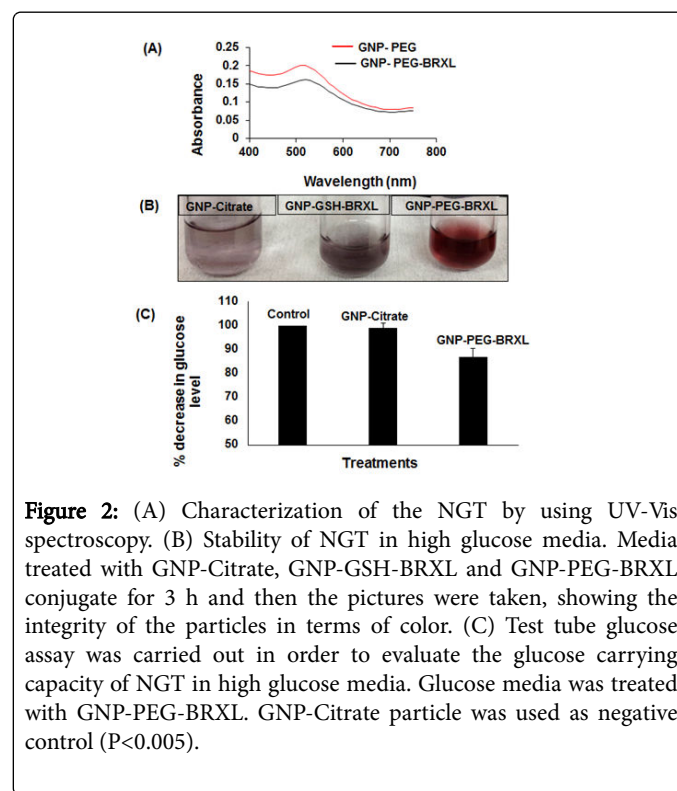 (A)
GNP- PEG
GNP- PEG-BRXL
0.25
0.2
0.15
0.1
0.05
0
Absorbance
400 500 600 700 800
Wavelength (nm)
(B)
GNP-Citrate GNP-GSH-BRXL GNP-PEG-BRXL
(C)
110
100
90
80
70
60
50
% decrease in glucose
level
Control
GNP-Citrate
GNP-PEG-BRXL
Treatments
Figure 2: (A) Characterization of the NGT by using UV-Vis
spectroscopy. (B) Stability of NGT in high glucose media. Media
treated with GNP-Citrate, GNP-GSH-BRXL and GNP-PEG-BRXL
conjugate for 3 h and then the pictures were taken, showing the
integrity of the particles in terms of color. (C) Test tube glucose
assay was carried out in order to evaluate the glucose carrying
capacity of NGT in high glucose media. Glucose media was treated
with GNP-PEG-BRXL. GNP-Citrate particle was used as negative
control (P<0.005).